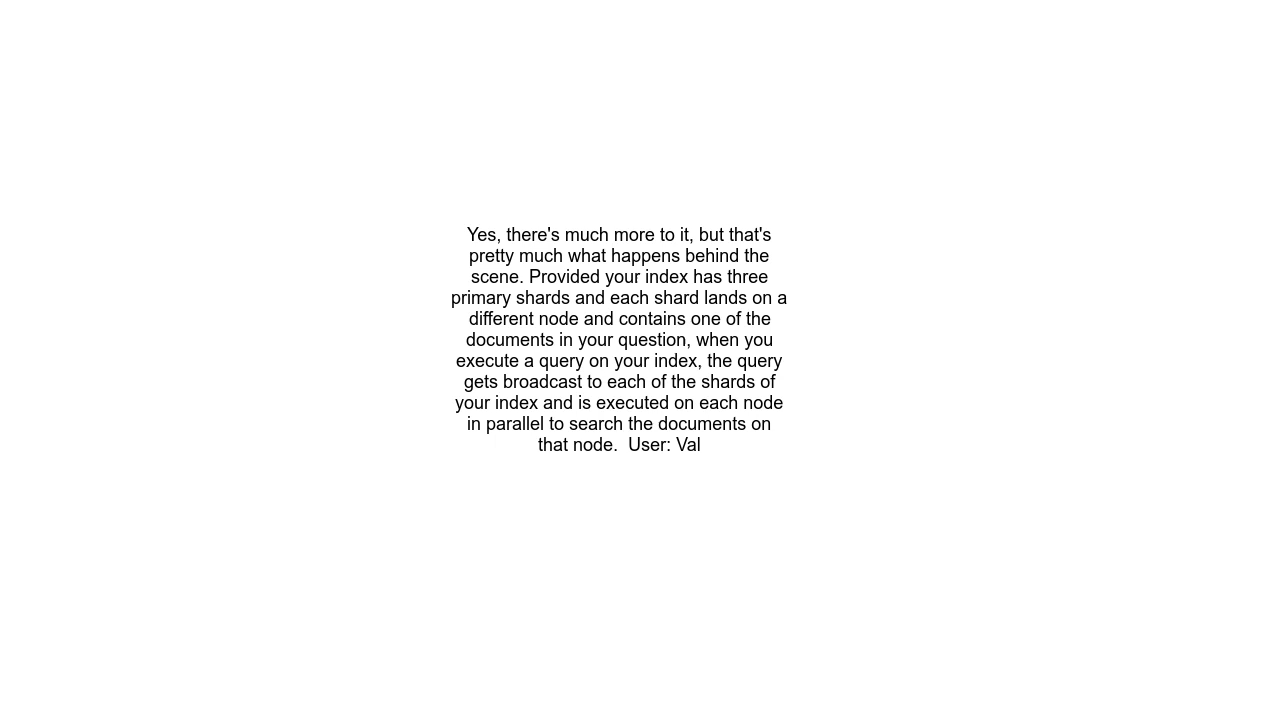 Yes, there's much more to it, but that's
pretty much what happens behind the
scene. Provided your index has three
primary shards and each shard lands on a
different node and contains one of the
documents in your question, when you
execute a query on your index, the query
gets broadcast to each of the shards of
your index and is executed on each node
in parallel to search the documents on
that node.  User: Val